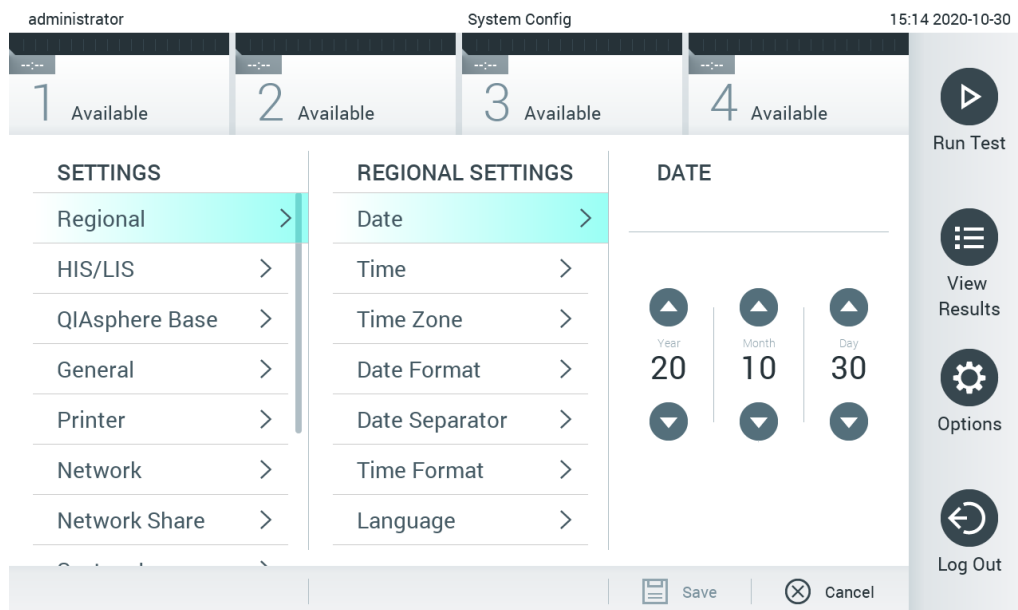 administrator
System Config
15:14 2020-10-30
--:--
--:--
--:--
--:--
1 Available
2 Available
3 Available
4 Available
Run Test
View
Results
Options
Log Out
SETTINGS
Regional
HIS/LIS
QIAsphere Base
General
Printer
Network
Network Share
REGIONAL SETTINGS
Date
Time
Time Zone
Date Format
Date Separator
Time Format
Language
DATE
Year
Month
Day
20
10
30
Save
Cancel